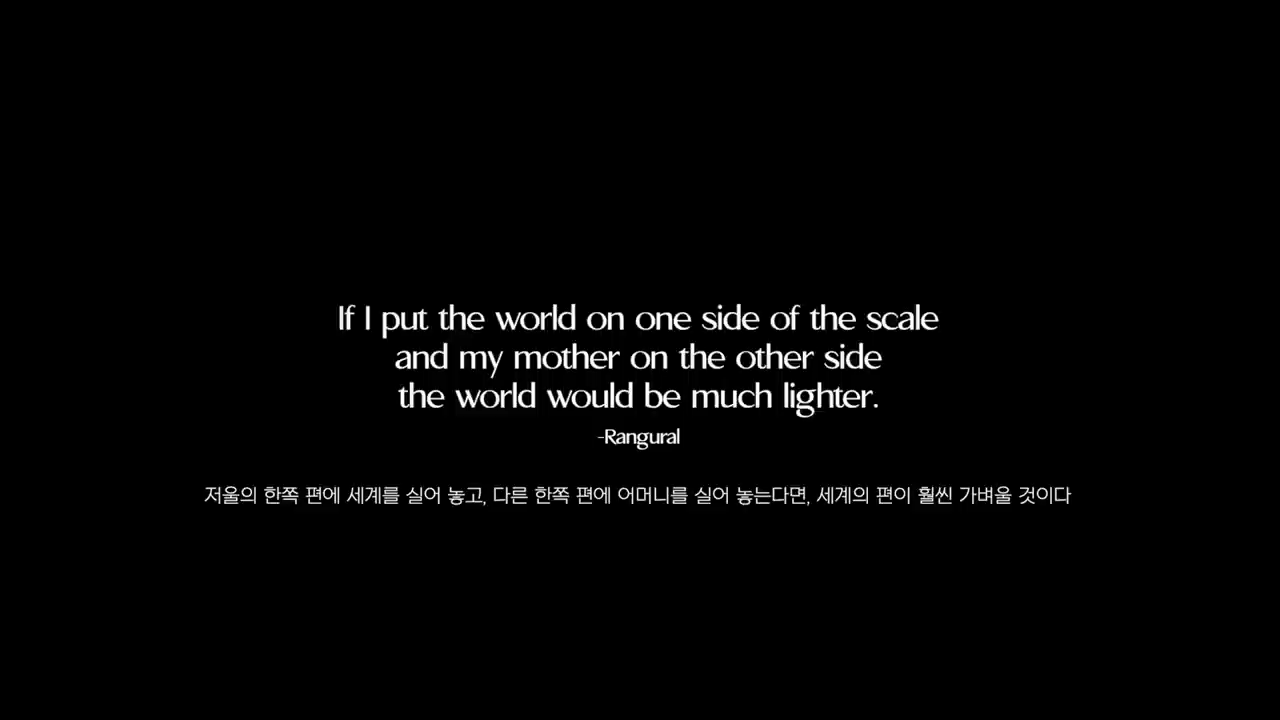 If I put the world on one side of the scale
and my mother on the other side
the world would be much lighter.
-Rangural
저울의 한쪽 편에 세계를 실어 놓고, 다른 한쪽 편에 어머니를 실어 놓는다면, 세계의 편이 훨씬 가벼울 것이다